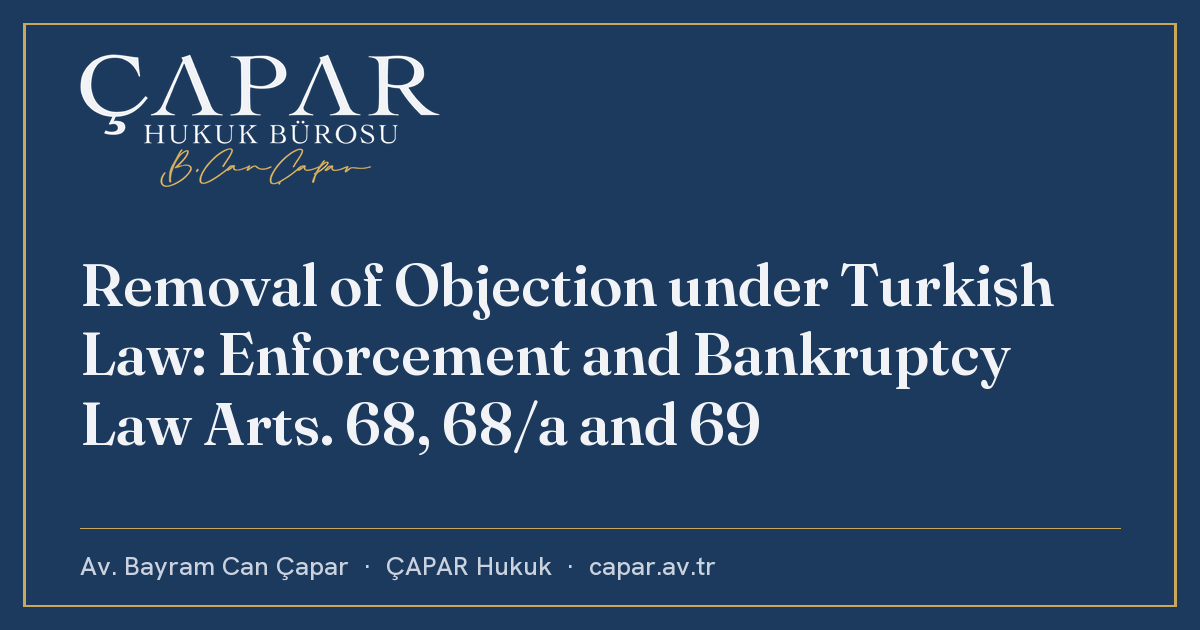 ÇAPAR
HUKUK BÜROSU
B.Can Çapar
Removal of Objection under Turkish
Law: Enforcement and Bankruptcy
Law Arts. 68, 68/a and 69
Av. Bayram Can Çapar · ÇAPAR Hukuk · capar.av.tr